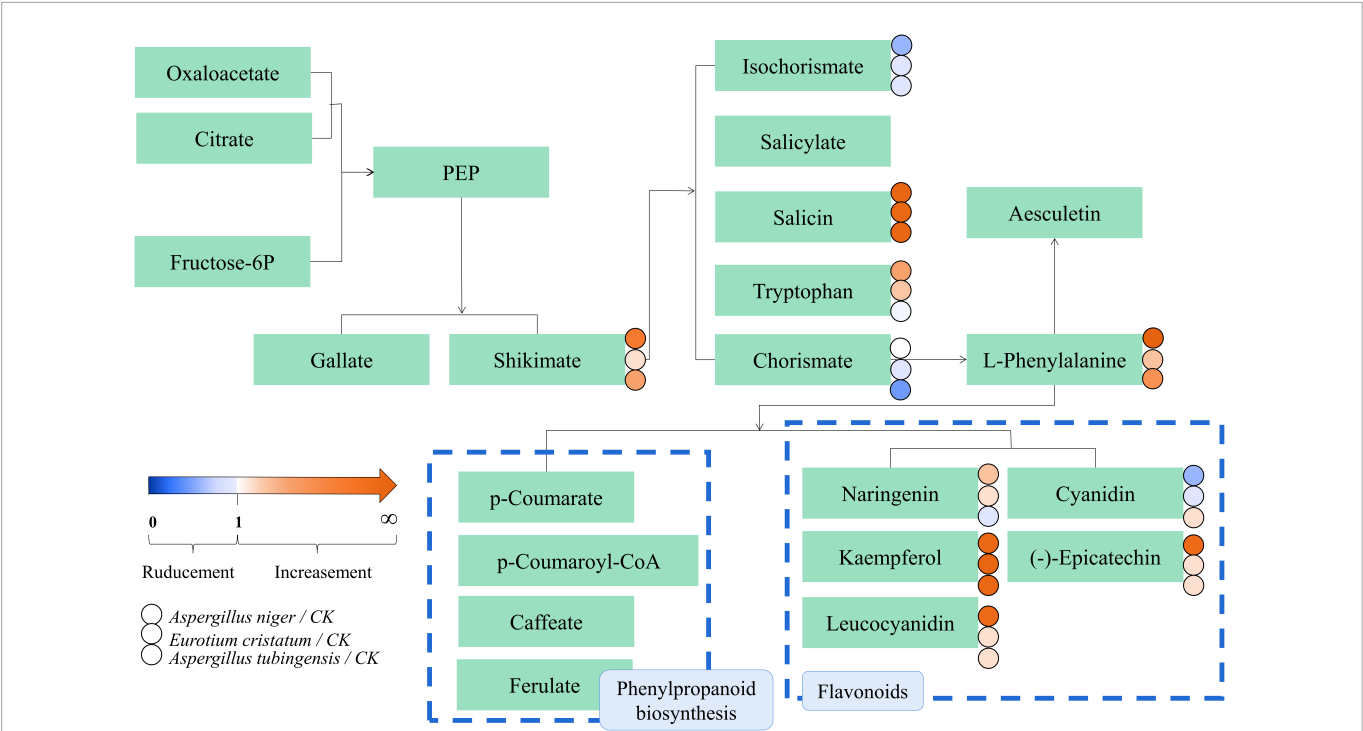 Oxaloacetate
Citrate
Fructose-6P
PEP
Gallate
Shikimate
Isochorismate
Salicylate
Salicin
Tryptophan
Chorismate
Aesculetin
L-Phenylalanine
p-Coumarate
p-Coumaroyl-CoA
Caffeate
Ferulate
Phenylpropanoid
biosynthesis
Naringenin
Cyanidin
Kaempferol
(-)-Epicatechin
Leucocyanidin
Flavonoids
0
1
∞
Ruducement
Increasement
Aspergillus niger / CK
Eurotium cristatum / CK
Aspergillus tubingensis / CK